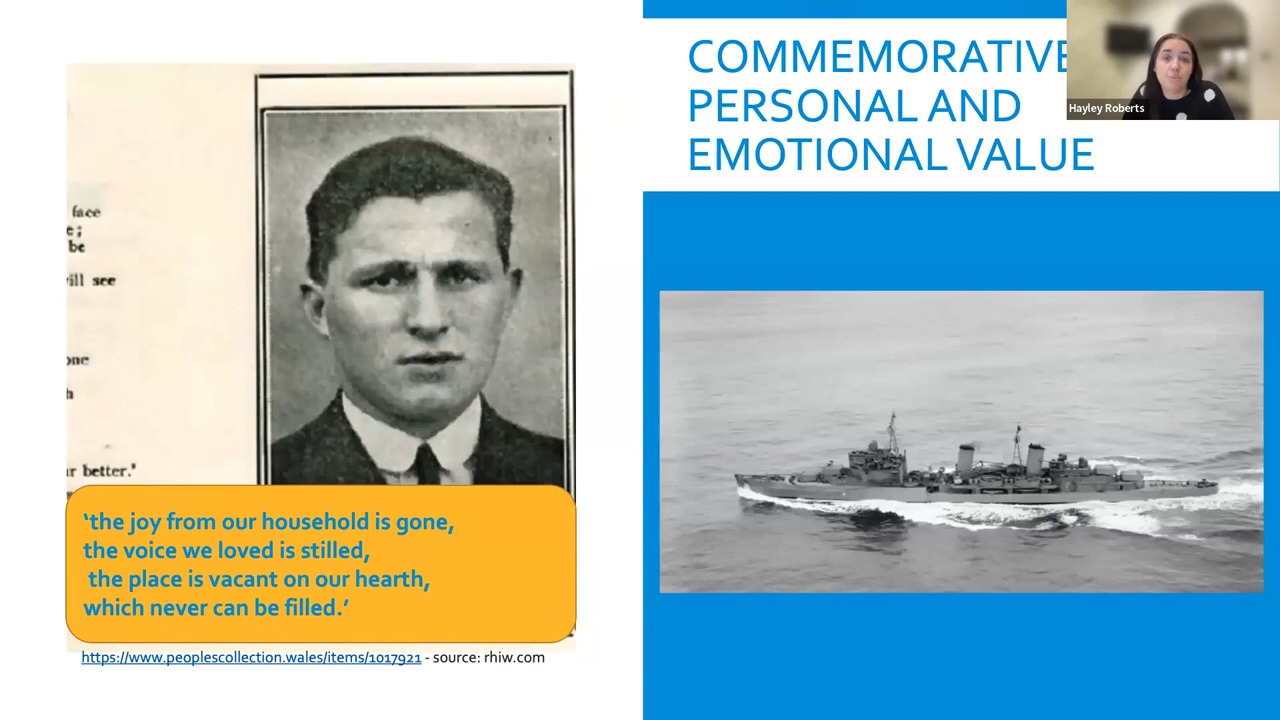 COMMEMORATIVE
PERSONAL AND
EMOTIONAL VALUE
Hayley Roberts
face
e;
be
ill see
one
h
r better.'
‘the joy from our household is gone,
the voice we loved is stilled,
the place is vacant on our hearth,
which never can be filled.’
https://www.peoplescollection.wales/items/1017921 - source: rhiw.com